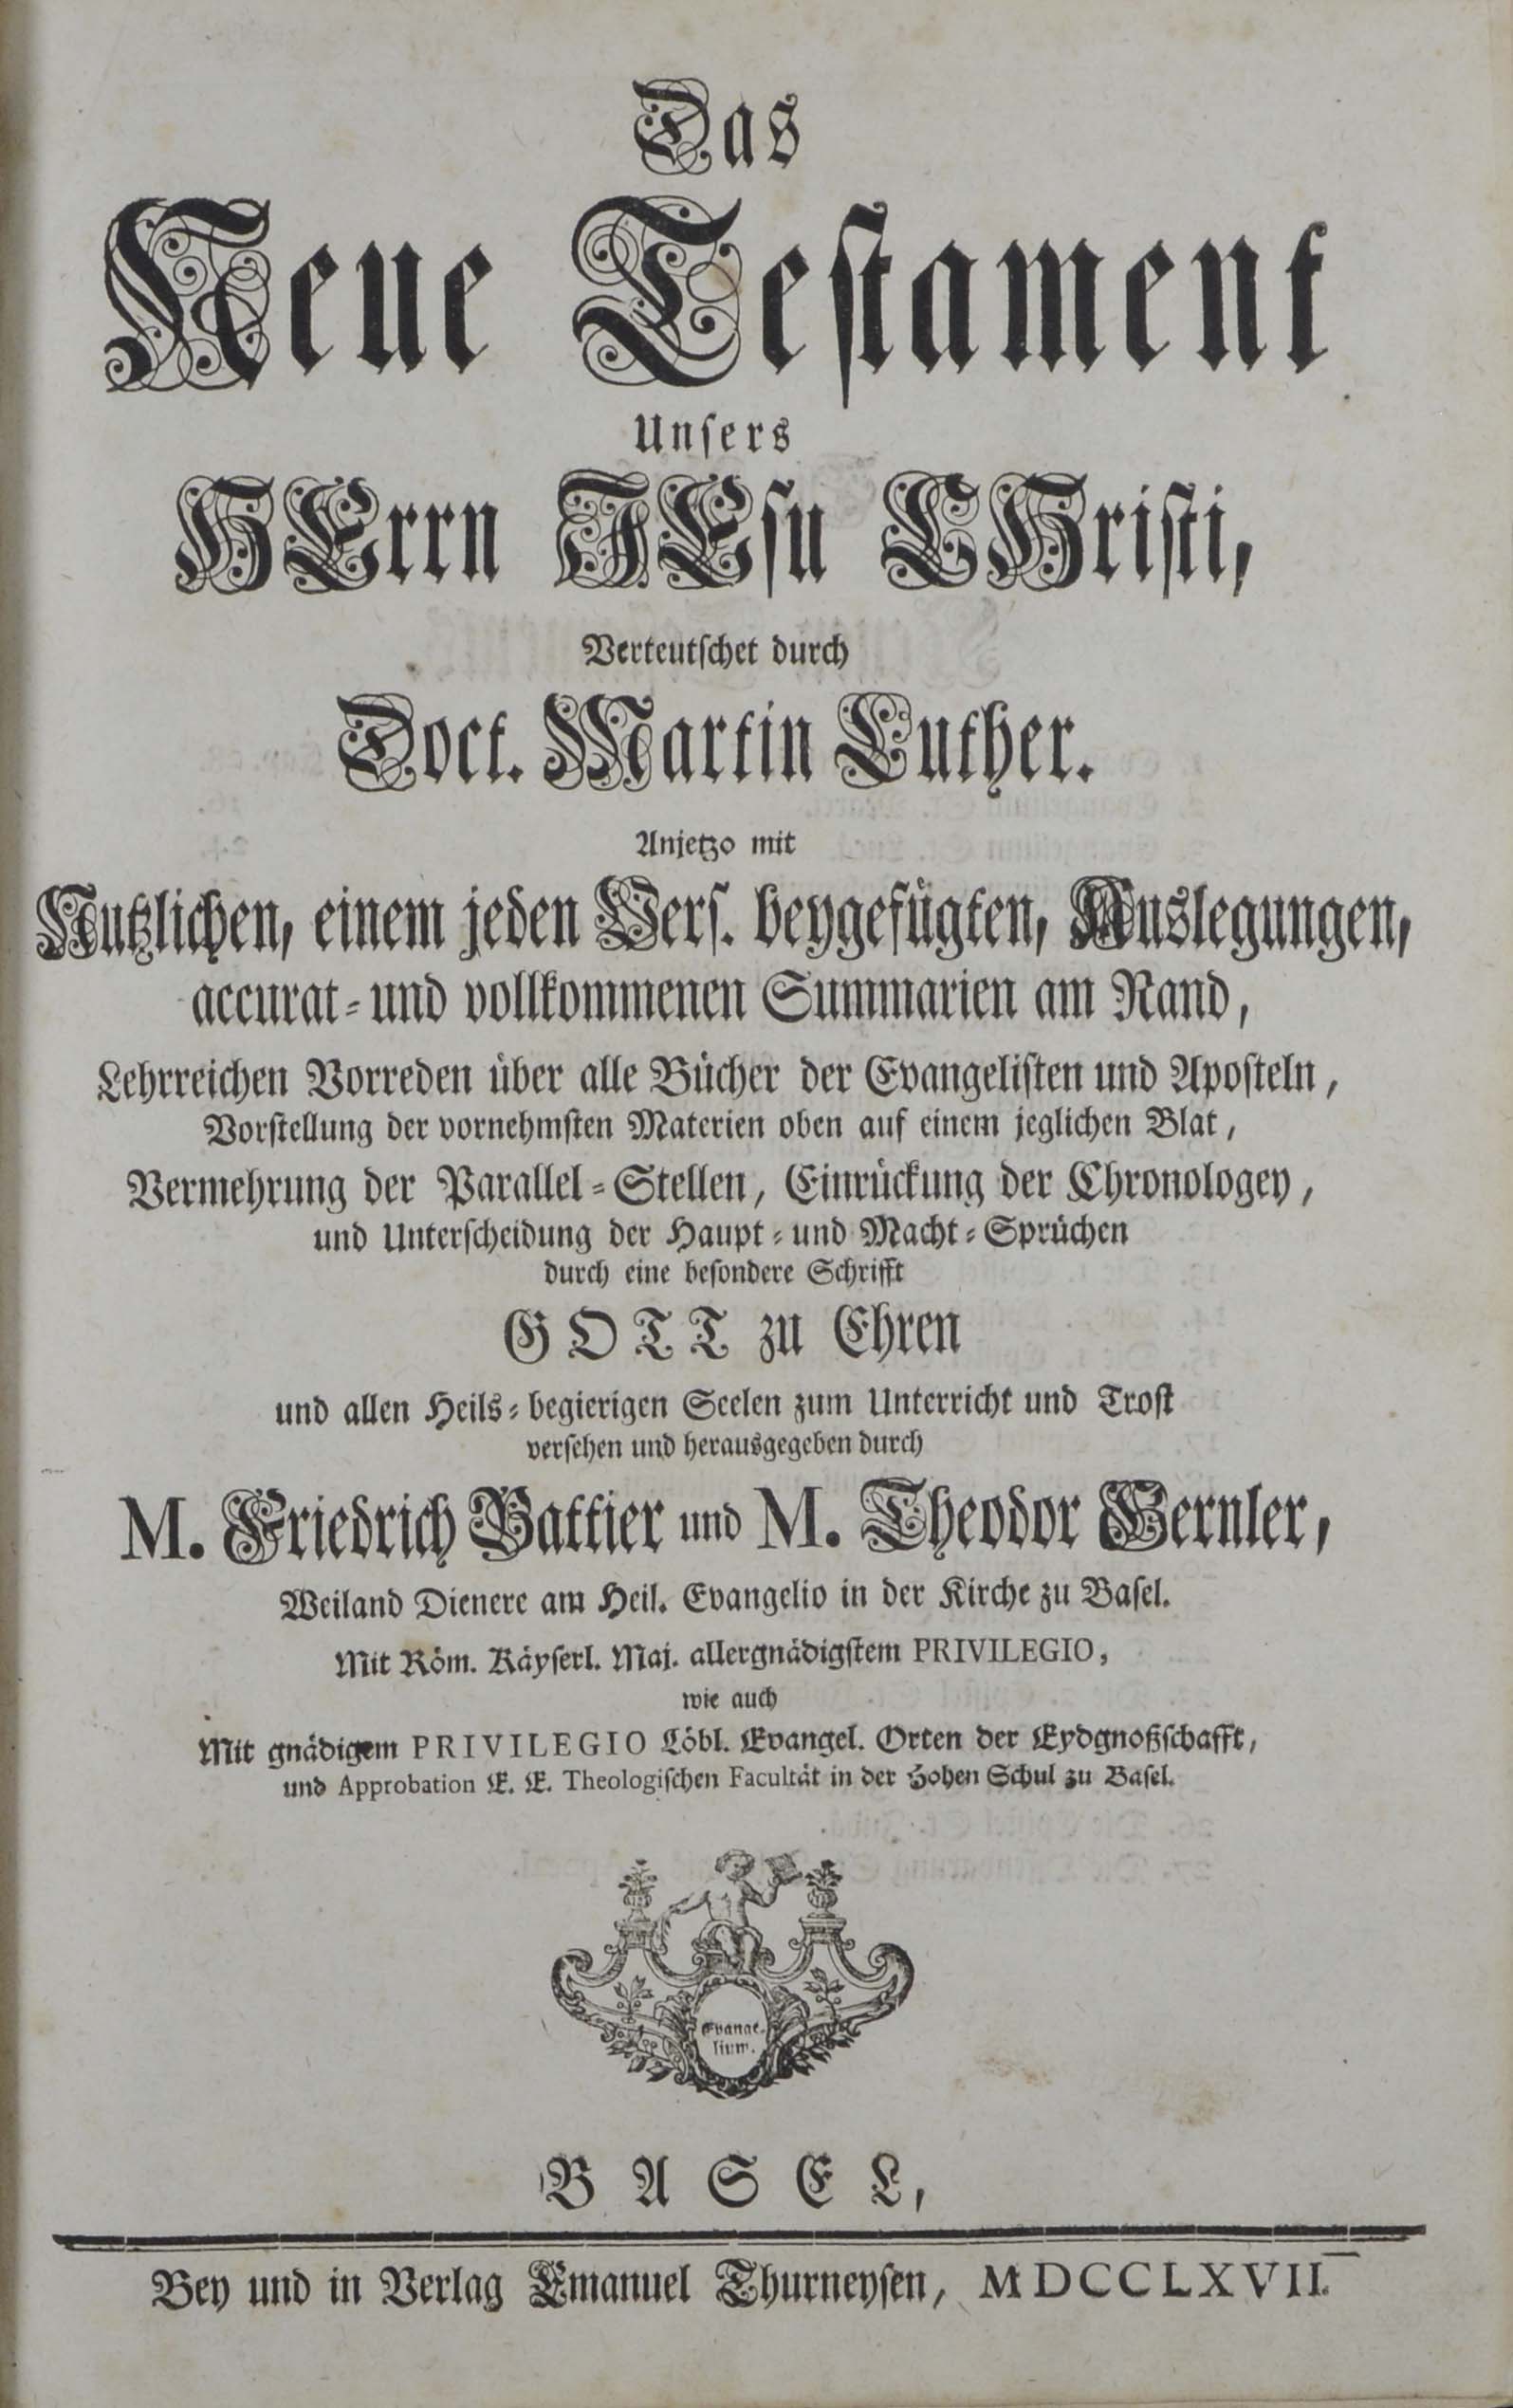 Das
Neue Testament
Unſers
HErrn JEſu CHriſti,
Verteutſchet durch
Doct. Martin Luther.
Anjetzo mit
Nutzlichen, einem jeden Verſ. beygefügten, Auslegungen,
accurat- und vollkommenen Summarien am Rand,
Lehrreichen Vorreden über alle Bücher der Evangeliſten und Apoſteln,
Vorſtellung der vornehmſten Materien oben auf einem jeglichen Blat,
Vermehrung der Parallel-Stellen, Einrückung der Chronologey,
und Unterſcheidung der Haupt- und Macht-Sprüchen
durch eine beſondere Schrifft
GOTT zu Ehren
und allen Heils-begierigen Seelen zum Unterricht und Troſt
verſehen und herausgegeben durch
M. Friedrich Battier und M. Theodor Gernler,
Weiland Dienere am Heil. Evangelio in der Kirche zu Baſel.
Mit Röm. Käyſerl. Maj. allergnädigſtem PRIVILEGIO,
wie auch
Mit gnädigem PRIVILEGIO Löbl. Evangel. Orten der Eydgnoßſchafft,
und Approbation E. E. Theologiſchen Facultät in der Hohen Schul zu Baſel.
Evange-
lium.
BASEL,
Bey und in Verlag Emanuel Thurneyſen, MDCCLXVII.